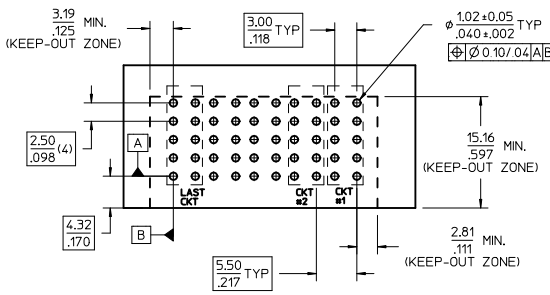 3.19
.125
MIN.
(KEEP-OUT ZONE)
3.00
.118
TYP
ø 1.02±0.05
.040±.002
⌖ Ø 0.10/.04 A B
2.50
.098
(4)
A
15.16
.597
MIN.
(KEEP-OUT ZONE)
LAST
CKT
CKT
#2
CKT
#1
4.32
.170
B
2.81
.111
MIN.
(KEEP-OUT ZONE)
5.50
.217
TYP